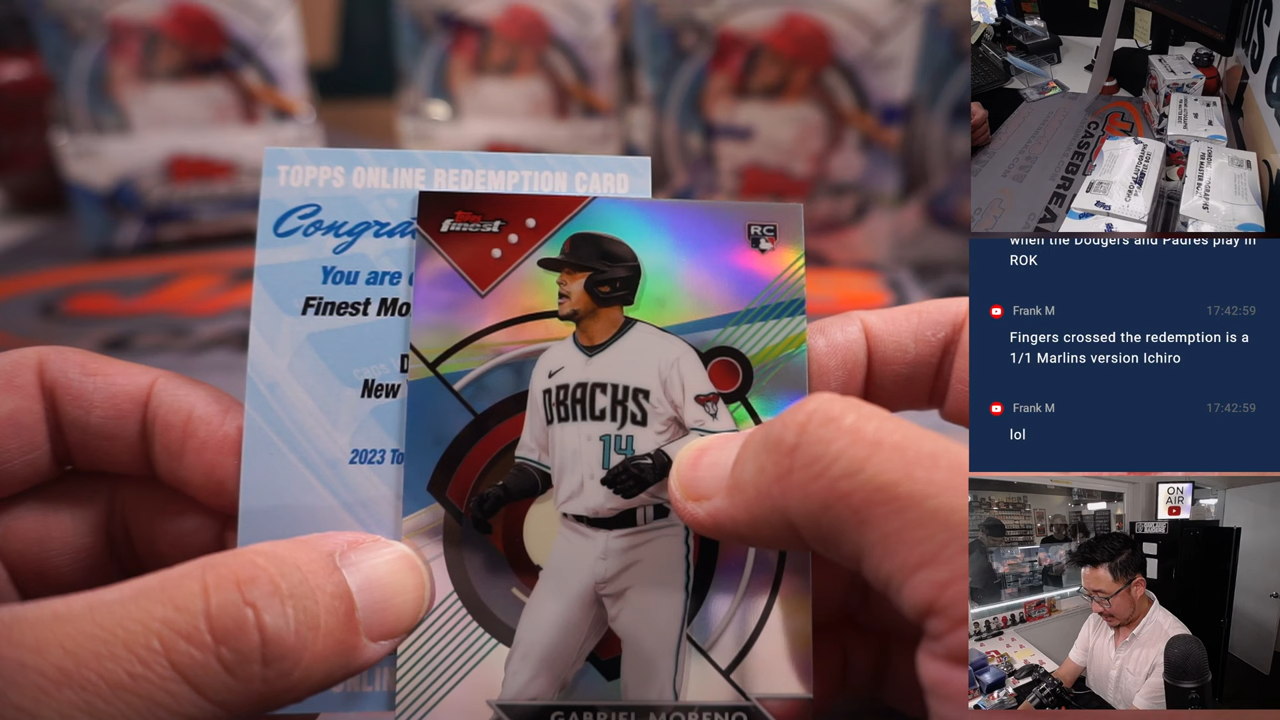 TOPPS ONLINE REDEMPTION CARD
Congra
You are
Finest Mo
New
2023 To
Topps
finest
RC
D·BACKS
14
GABRIEL MORENO
CASEBREA
when the Dodgers and Padres play in
ROK
Frank M
17:42:59
Fingers crossed the redemption is a
1/1 Marlins version Ichiro
Frank M
17:42:59
lol
ON
AIR